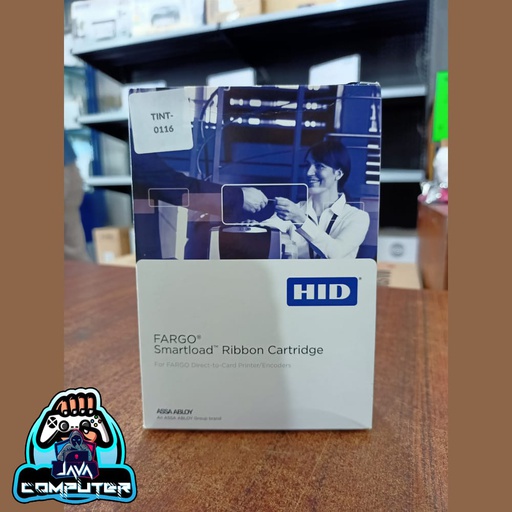 TINT-
0116
HID
FARGO®
Smartload™ Ribbon Cartridge
For FARGO Direct-to-Card Printer/Encoders
ASSA ABLOY
An ASSA ABLOY Group brand
JAVA
COMPUTER